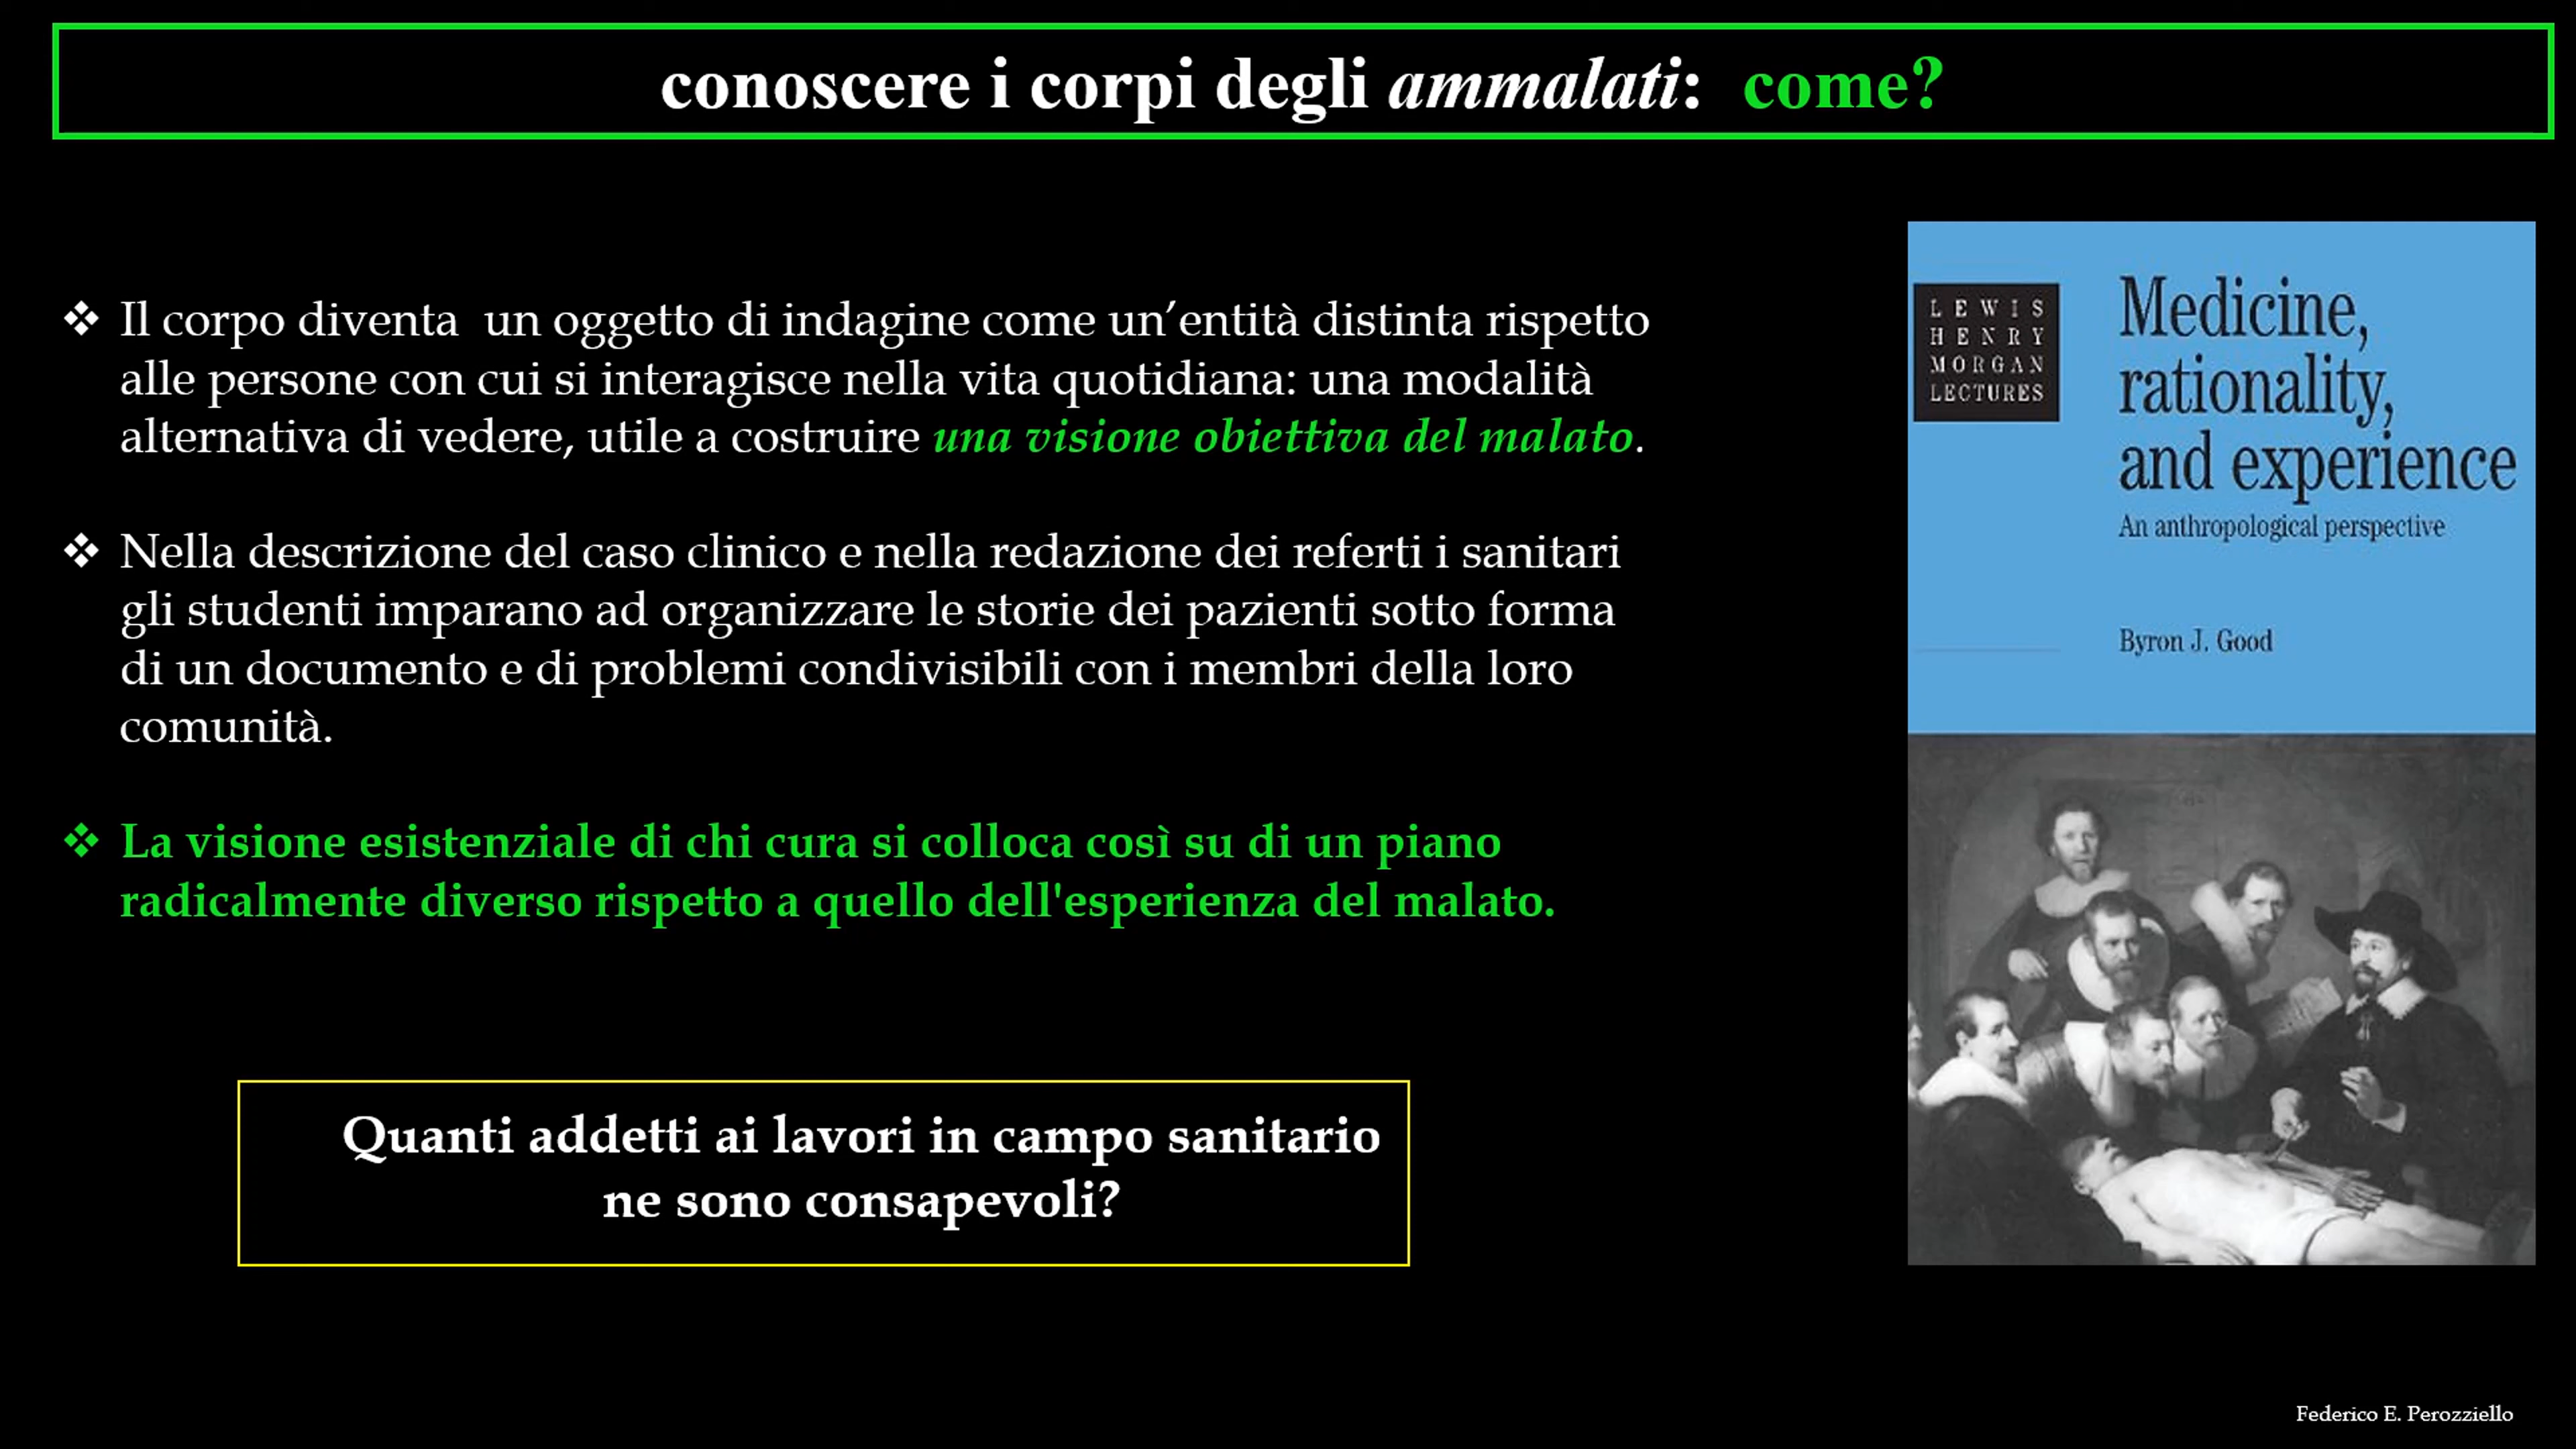 conoscere i corpi degli ammalati: come?
❖ Il corpo diventa un oggetto di indagine come un’entità distinta rispetto
alle persone con cui si interagisce nella vita quotidiana: una modalità
alternativa di vedere, utile a costruire una visione obiettiva del malato.
❖ Nella descrizione del caso clinico e nella redazione dei referti i sanitari
gli studenti imparano ad organizzare le storie dei pazienti sotto forma
di un documento e di problemi condivisibili con i membri della loro
comunità.
❖ La visione esistenziale di chi cura si colloca così su di un piano
radicalmente diverso rispetto a quello dell'esperienza del malato.
Quanti addetti ai lavori in campo sanitario
ne sono consapevoli?
LEWIS
HENRY
MORGAN
LECTURES
Medicine,
rationality,
and experience
An anthropological perspective
Byron J. Good
Federico E. Perozziello